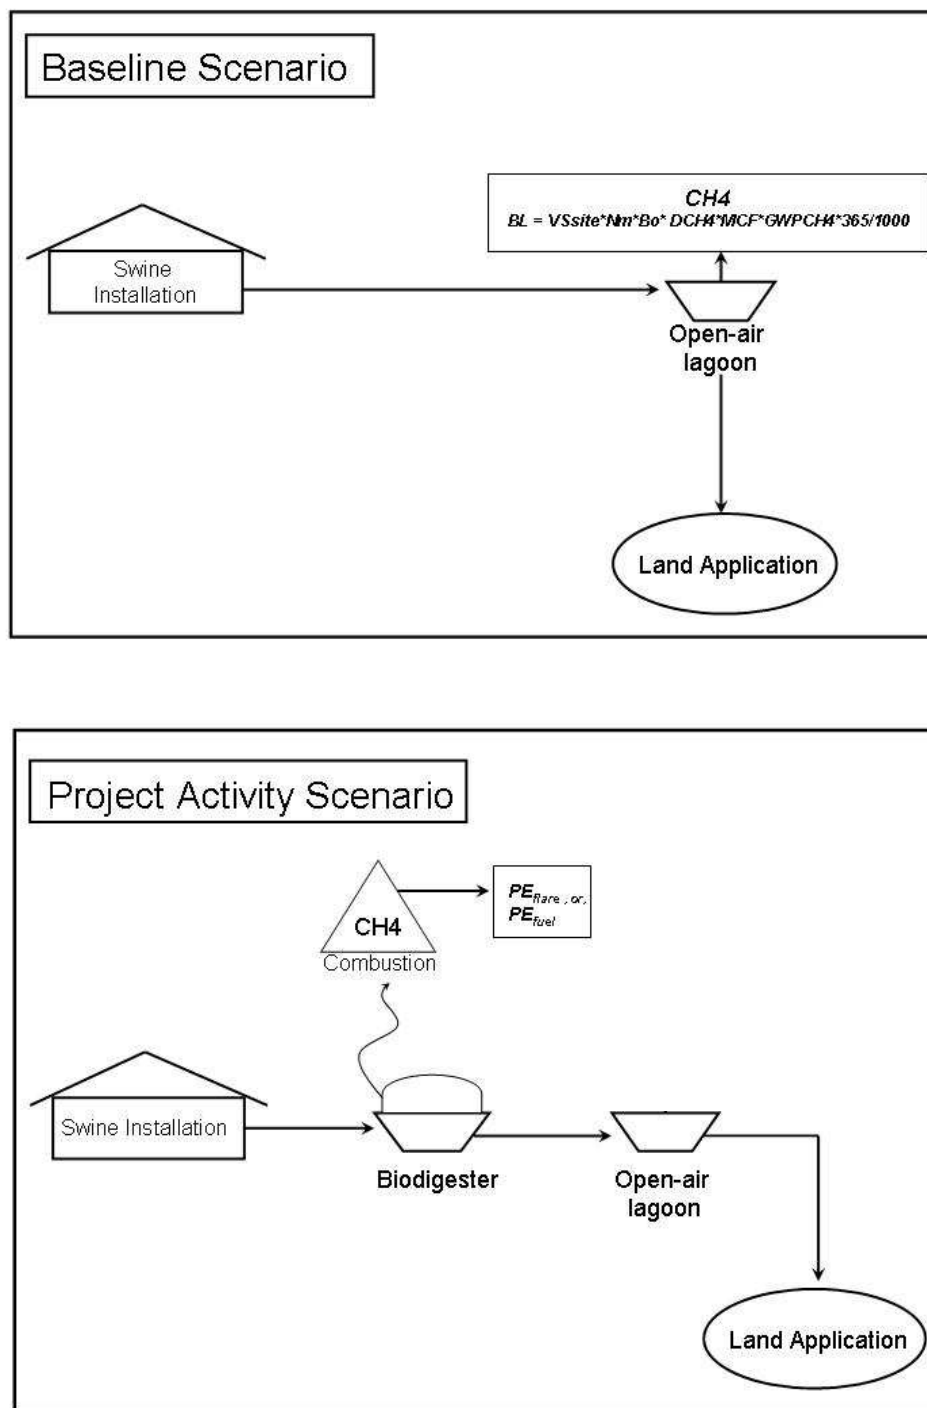 Baseline Scenario
CH4
BL = VSsite*Nm*Bo* DCH4*MCF*GWPCH4*365/1000
Swine
Installation
Open-air
lagoon
Land Application
Project Activity Scenario
PEflare , or,
PEfuel
CH4
Combustion
Swine Installation
Biodigester
Open-air
lagoon
Land Application